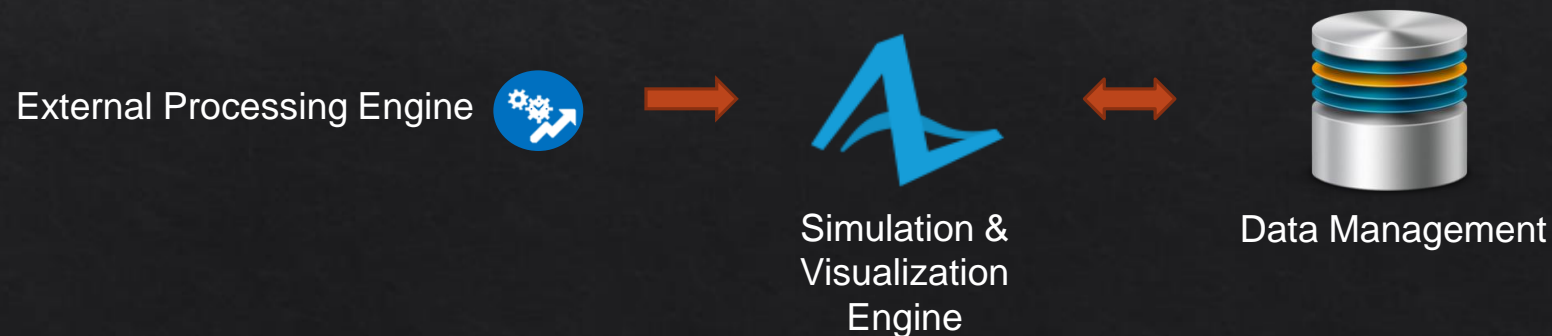 External Processing Engine
Simulation &
Visualization
Engine
Data Management